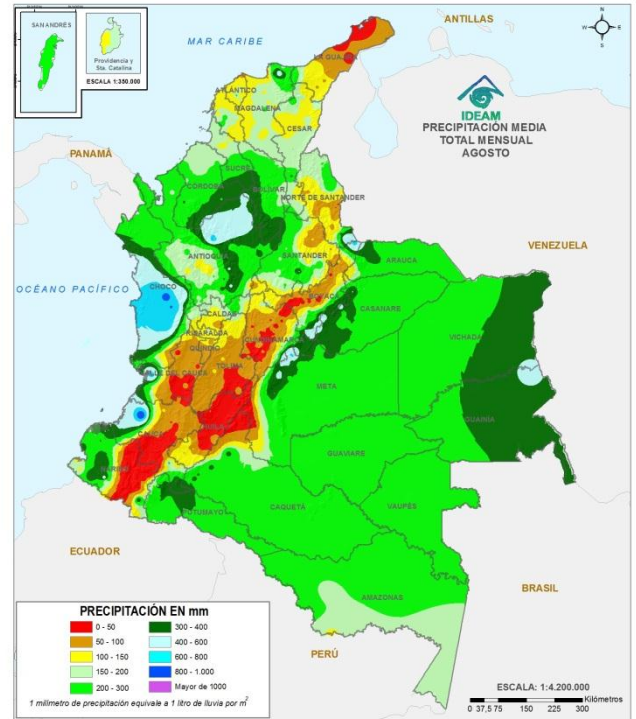 SAN ANDRÉS
Providencia y
Sta. Catalina
ESCALA 1:350.000
MAR CARIBE
ANTILLAS
N
W
E
S
LA GUAJIRA
IDEAM
PRECIPITACIÓN MEDIA
TOTAL MENSUAL
AGOSTO
ATLÁNTICO
MAGDALENA
CESAR
PANAMÁ
SUCRE
CÓRDOBA
BOLÍVAR
NORTE DE SANTANDER
VENEZUELA
ANTIOQUIA
SANTANDER
ARAUCA
OCÉANO PACÍFICO
CHOCÓ
BOYACÁ
CASANARE
CALDAS
RISARALDA
CUNDINAMARCA
VICHADA
QUINDÍO
TOLIMA
VALLE DEL CAUCA
META
GUAINÍA
CAUCA
HUILA
GUAVIARE
NARIÑO
CAQUETÁ
VAUPÉS
PUTUMAYO
ECUADOR
AMAZONAS
BRASIL
PERÚ
PRECIPITACIÓN EN mm
0 - 50
300 - 400
50 - 100
400 - 600
100 - 150
600 - 800
150 - 200
800 - 1.000
200 - 300
Mayor de 1000
1 milímetro de precipitación equivale a 1 litro de lluvia por m2
ESCALA: 1:4.200.000
Kilómetros
0 37,5 75 150 225 300